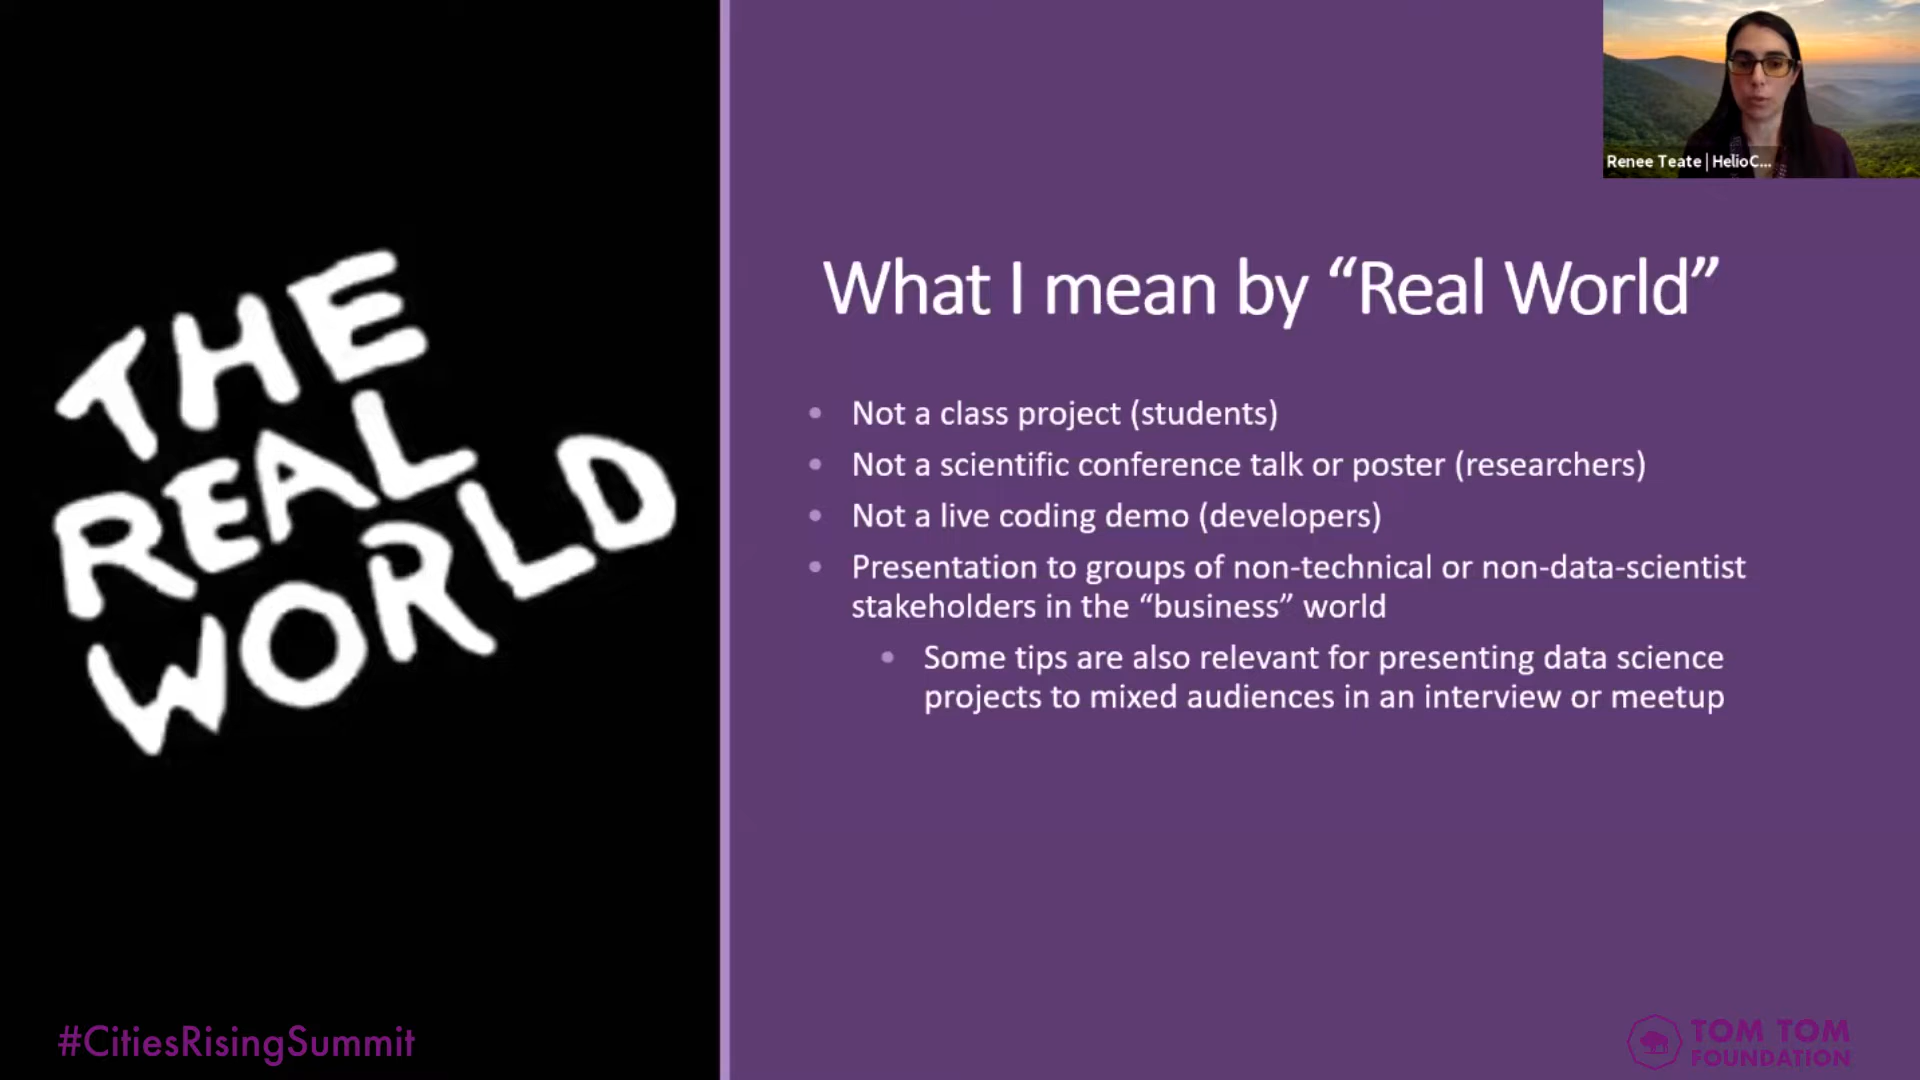 THE
REAL
WORLD
What I mean by “Real World”
• Not a class project (students)
• Not a scientific conference talk or poster (researchers)
• Not a live coding demo (developers)
• Presentation to groups of non-technical or non-data-scientist
stakeholders in the “business” world
• Some tips are also relevant for presenting data science
projects to mixed audiences in an interview or meetup
Renee Teate | HelioC...
#CitiesRisingSummit
TOM TOM
FOUNDATION